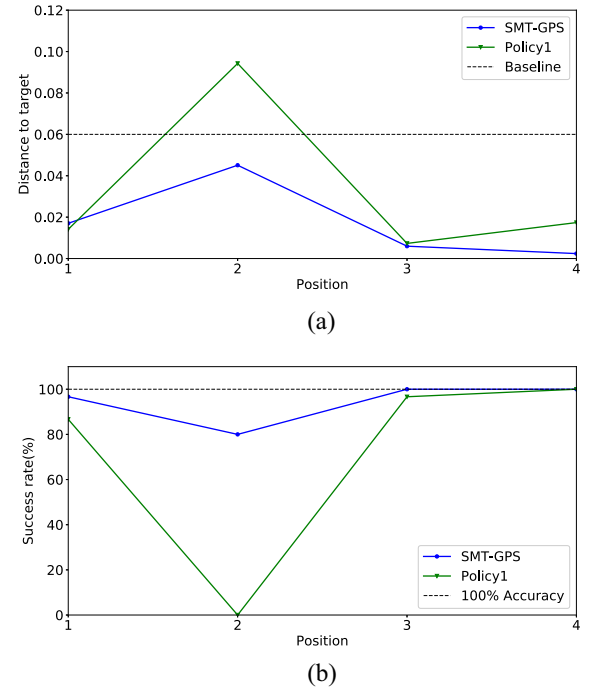 0.12
0.10
0.08
0.06
0.04
0.02
0.00
Distance to target
SMT-GPS
Policy1
Baseline
1 2 3 4
Position
(a)
100
80
60
40
20
0
Success rate(%)
SMT-GPS
Policy1
100% Accuracy
1 2 3 4
Position
(b)